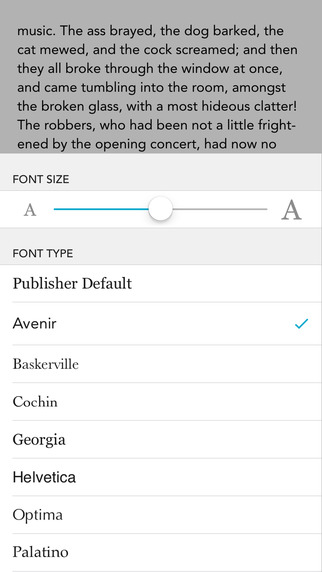 music. The ass brayed, the dog barked, the
cat mewed, and the cock screamed; and then
they all broke through the window at once,
and came tumbling into the room, amongst
the broken glass, with a most hideous clatter!
The robbers, who had been not a little fright-
ened by the opening concert, had now no
FONT SIZE
A A
FONT TYPE
Publisher Default
Avenir
Baskerville
Cochin
Georgia
Helvetica
Optima
Palatino